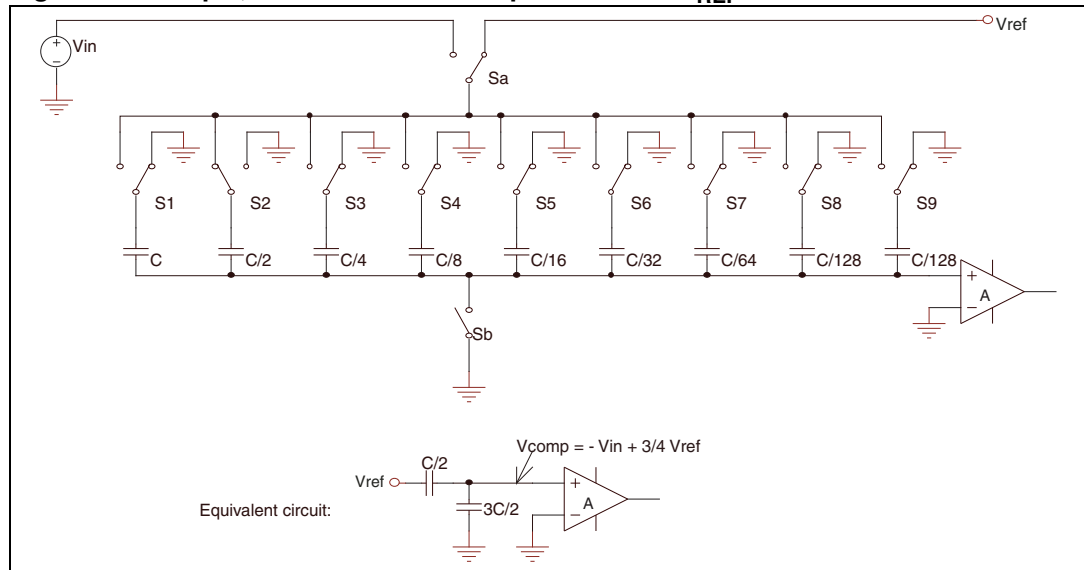 REF
Vin
+
−
Vref
Sa
S1 S2 S3 S4 S5 S6 S7 S8 S9
C C/2 C/4 C/8 C/16 C/32 C/64 C/128 C/128
+
−
A
Sb
Vcomp = - Vin + 3/4 Vref
C/2
Vref
+
−
A
3C/2
Equivalent circuit: